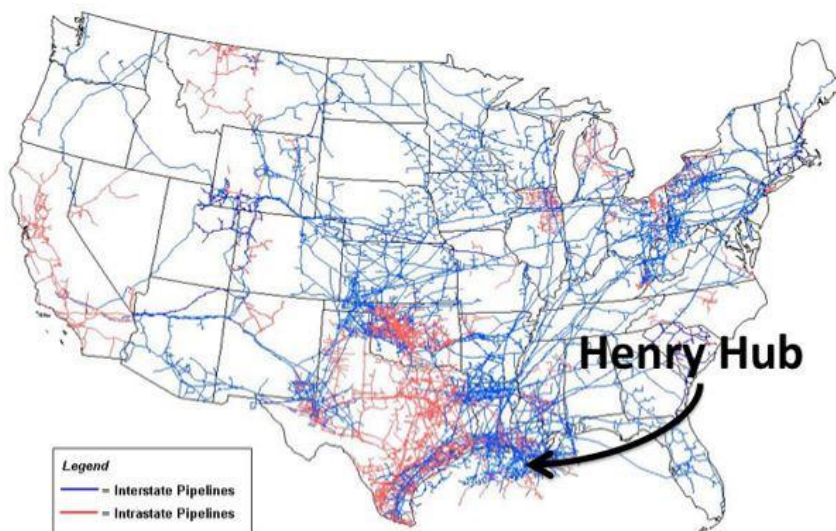 Henry Hub
Legend
= Interstate Pipelines
= Intrastate Pipelines